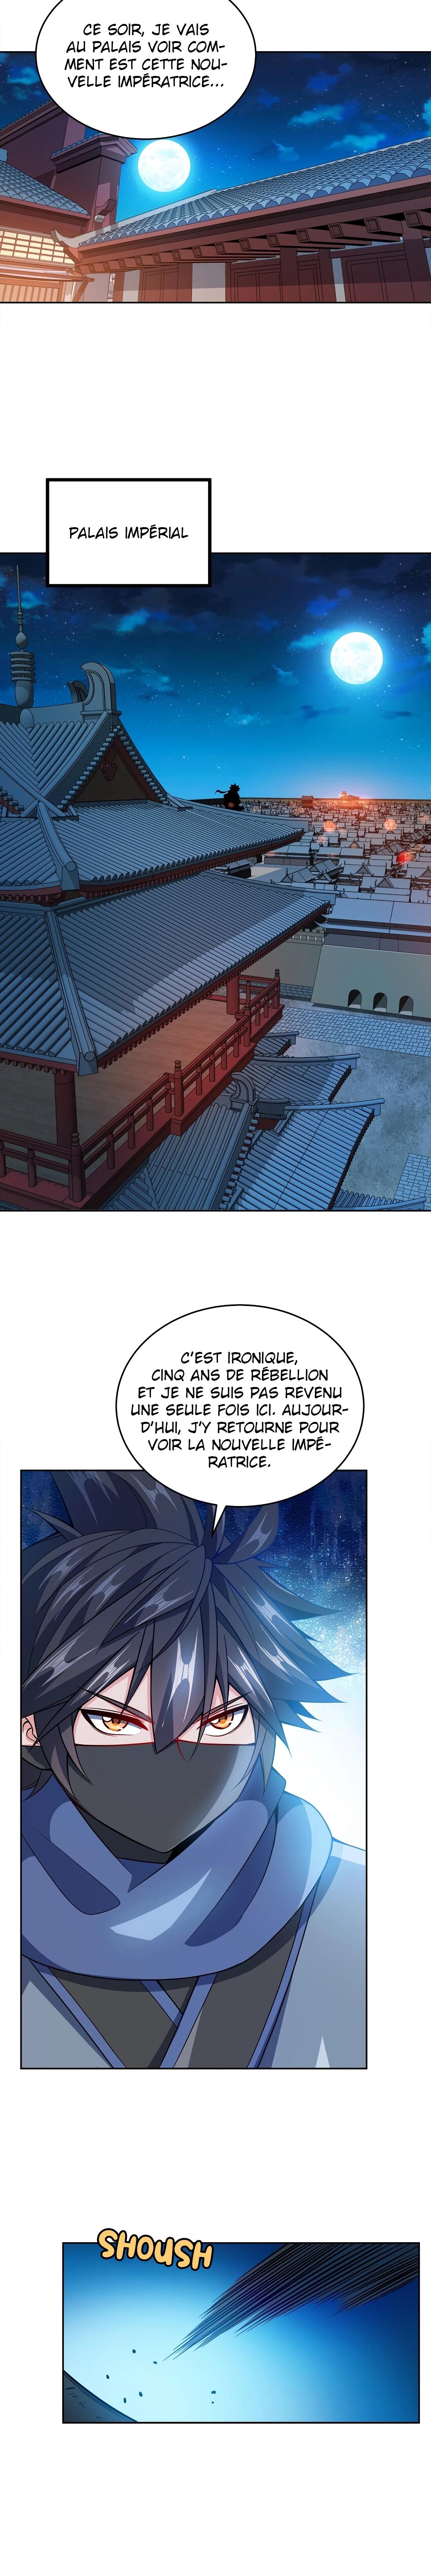 CE SOIR, JE VAIS
AU PALAIS VOIR COM-
MENT EST CETTE NOU-
VELLE IMPÉRATRICE...
PALAIS IMPÉRIAL
C'EST IRONIQUE,
CINQ ANS DE RÉBELLION
ET JE NE SUIS PAS REVENU
UNE SEULE FOIS ICI. AUJOUR-
D'HUI, J'Y RETOURNE POUR
VOIR LA NOUVELLE IMPÉ-
RATRICE.
SHOUSH